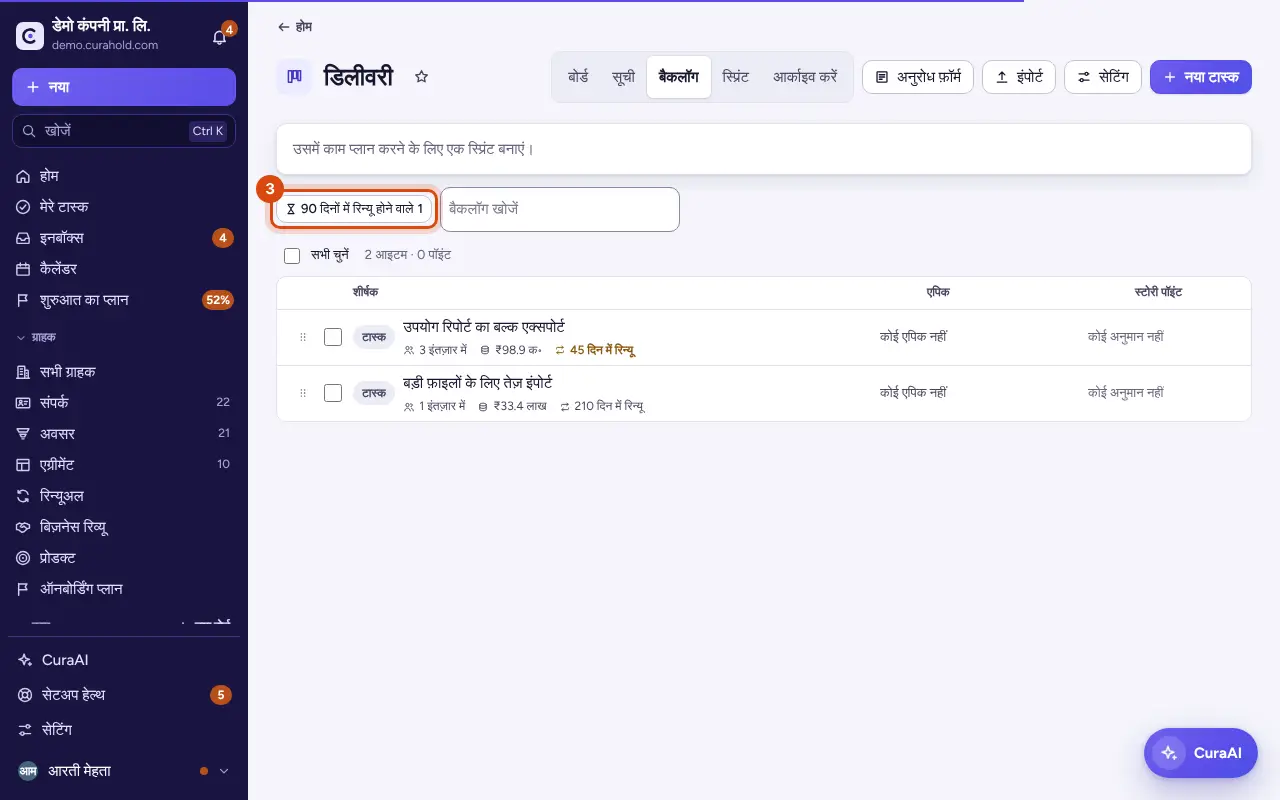 डेमो कंपनी प्रा. लि.
demo.curahold.com
4
नया
खोजें
Ctrl K
होम
मेरे टास्क
इनबॉक्स
4
कैलेंडर
शुरुआत का प्लान
52%
ग्राहक
सभी ग्राहक
संपर्क
22
अवसर
21
एग्रीमेंट
10
रिन्यूअल
बिज़नेस रिव्यू
प्रोडक्ट
ऑनबोर्डिंग प्लान
CuraAI
सेटअप हेल्थ
5
सेटिंग
आम
आरती मेहता
होम
डिलीवरी
बोर्ड
सूची
बैकलॉग
स्प्रिंट
आर्काइव करें
अनुरोध फ़ॉर्म
इंपोर्ट
सेटिंग
नया टास्क
उसमें काम प्लान करने के लिए एक स्प्रिंट बनाएं।
3
90 दिनों में रिन्यू होने वाले 1
बैकलॉग खोजें
सभी चुनें
2 आइटम · 0 पॉइंट
शीर्षक
एपिक
स्टोरी पॉइंट
टास्क
उपयोग रिपोर्ट का बल्क एक्सपोर्ट
3 इंतज़ार में
₹98.9 क॰
45 दिन में रिन्यू
कोई एपिक नहीं
कोई अनुमान नहीं
टास्क
बड़ी फ़ाइलों के लिए तेज़ इंपोर्ट
1 इंतज़ार में
₹33.4 लाख
210 दिन में रिन्यू
कोई एपिक नहीं
कोई अनुमान नहीं
CuraAI